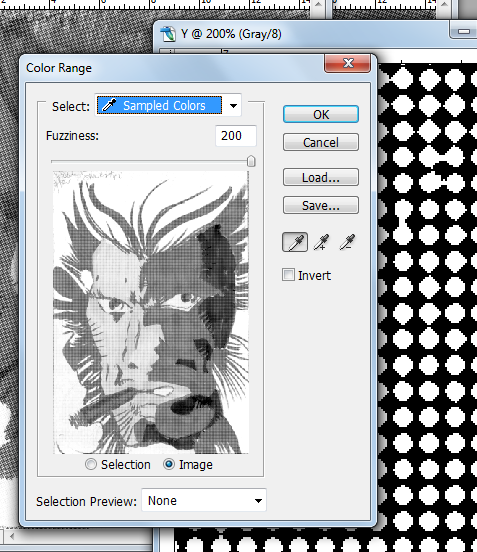 Y @ 200% (Gray/8)
Color Range
Select: Sampled Colors
Fuzziness: 200
OK
Cancel
Load...
Save...
Invert
Selection Image
Selection Preview: None